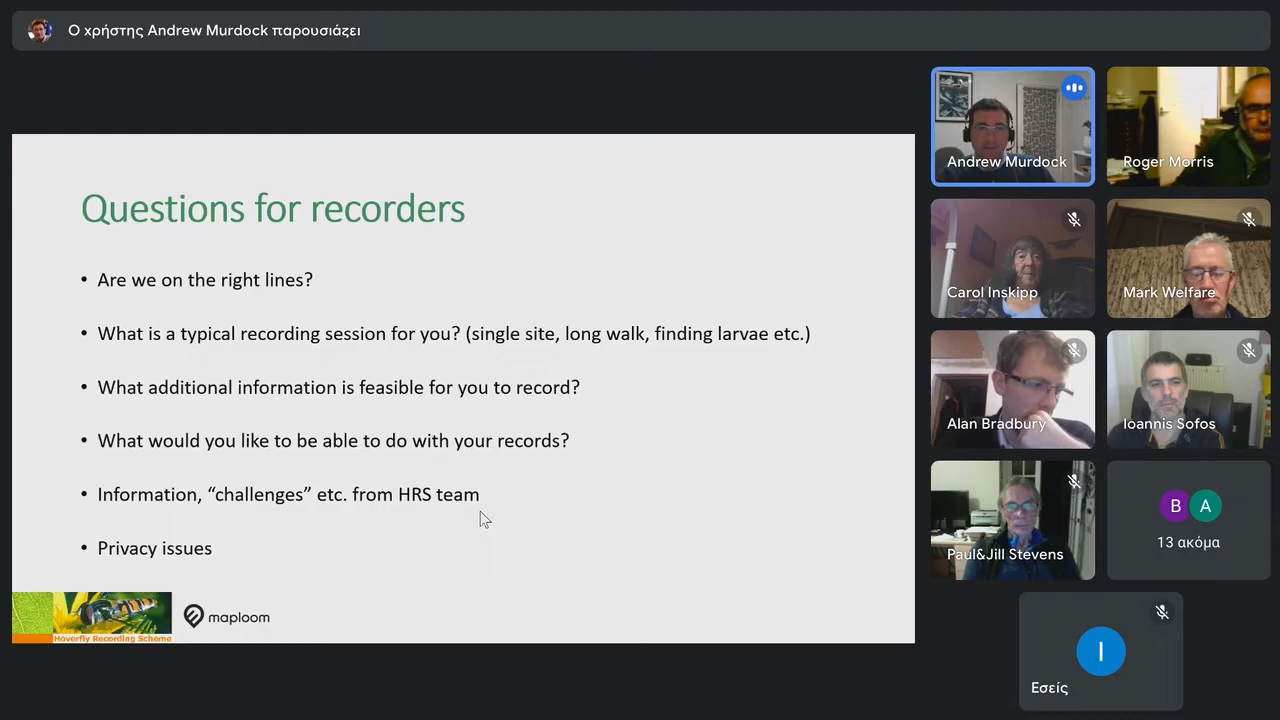 Ο χρήστης Andrew Murdock παρουσιάζει
Questions for recorders
• Are we on the right lines?
• What is a typical recording session for you? (single site, long walk, finding larvae etc.)
• What additional information is feasible for you to record?
• What would you like to be able to do with your records?
• Information, “challenges” etc. from HRS team
• Privacy issues
Hoverfly Recording Scheme
maploom
Andrew Murdock
Roger Morris
Carol Inskipp
Mark Welfare
Alan Bradbury
Ioannis Sofos
Paul&Jill Stevens
B A
13 ακόμα
I
Εσείς